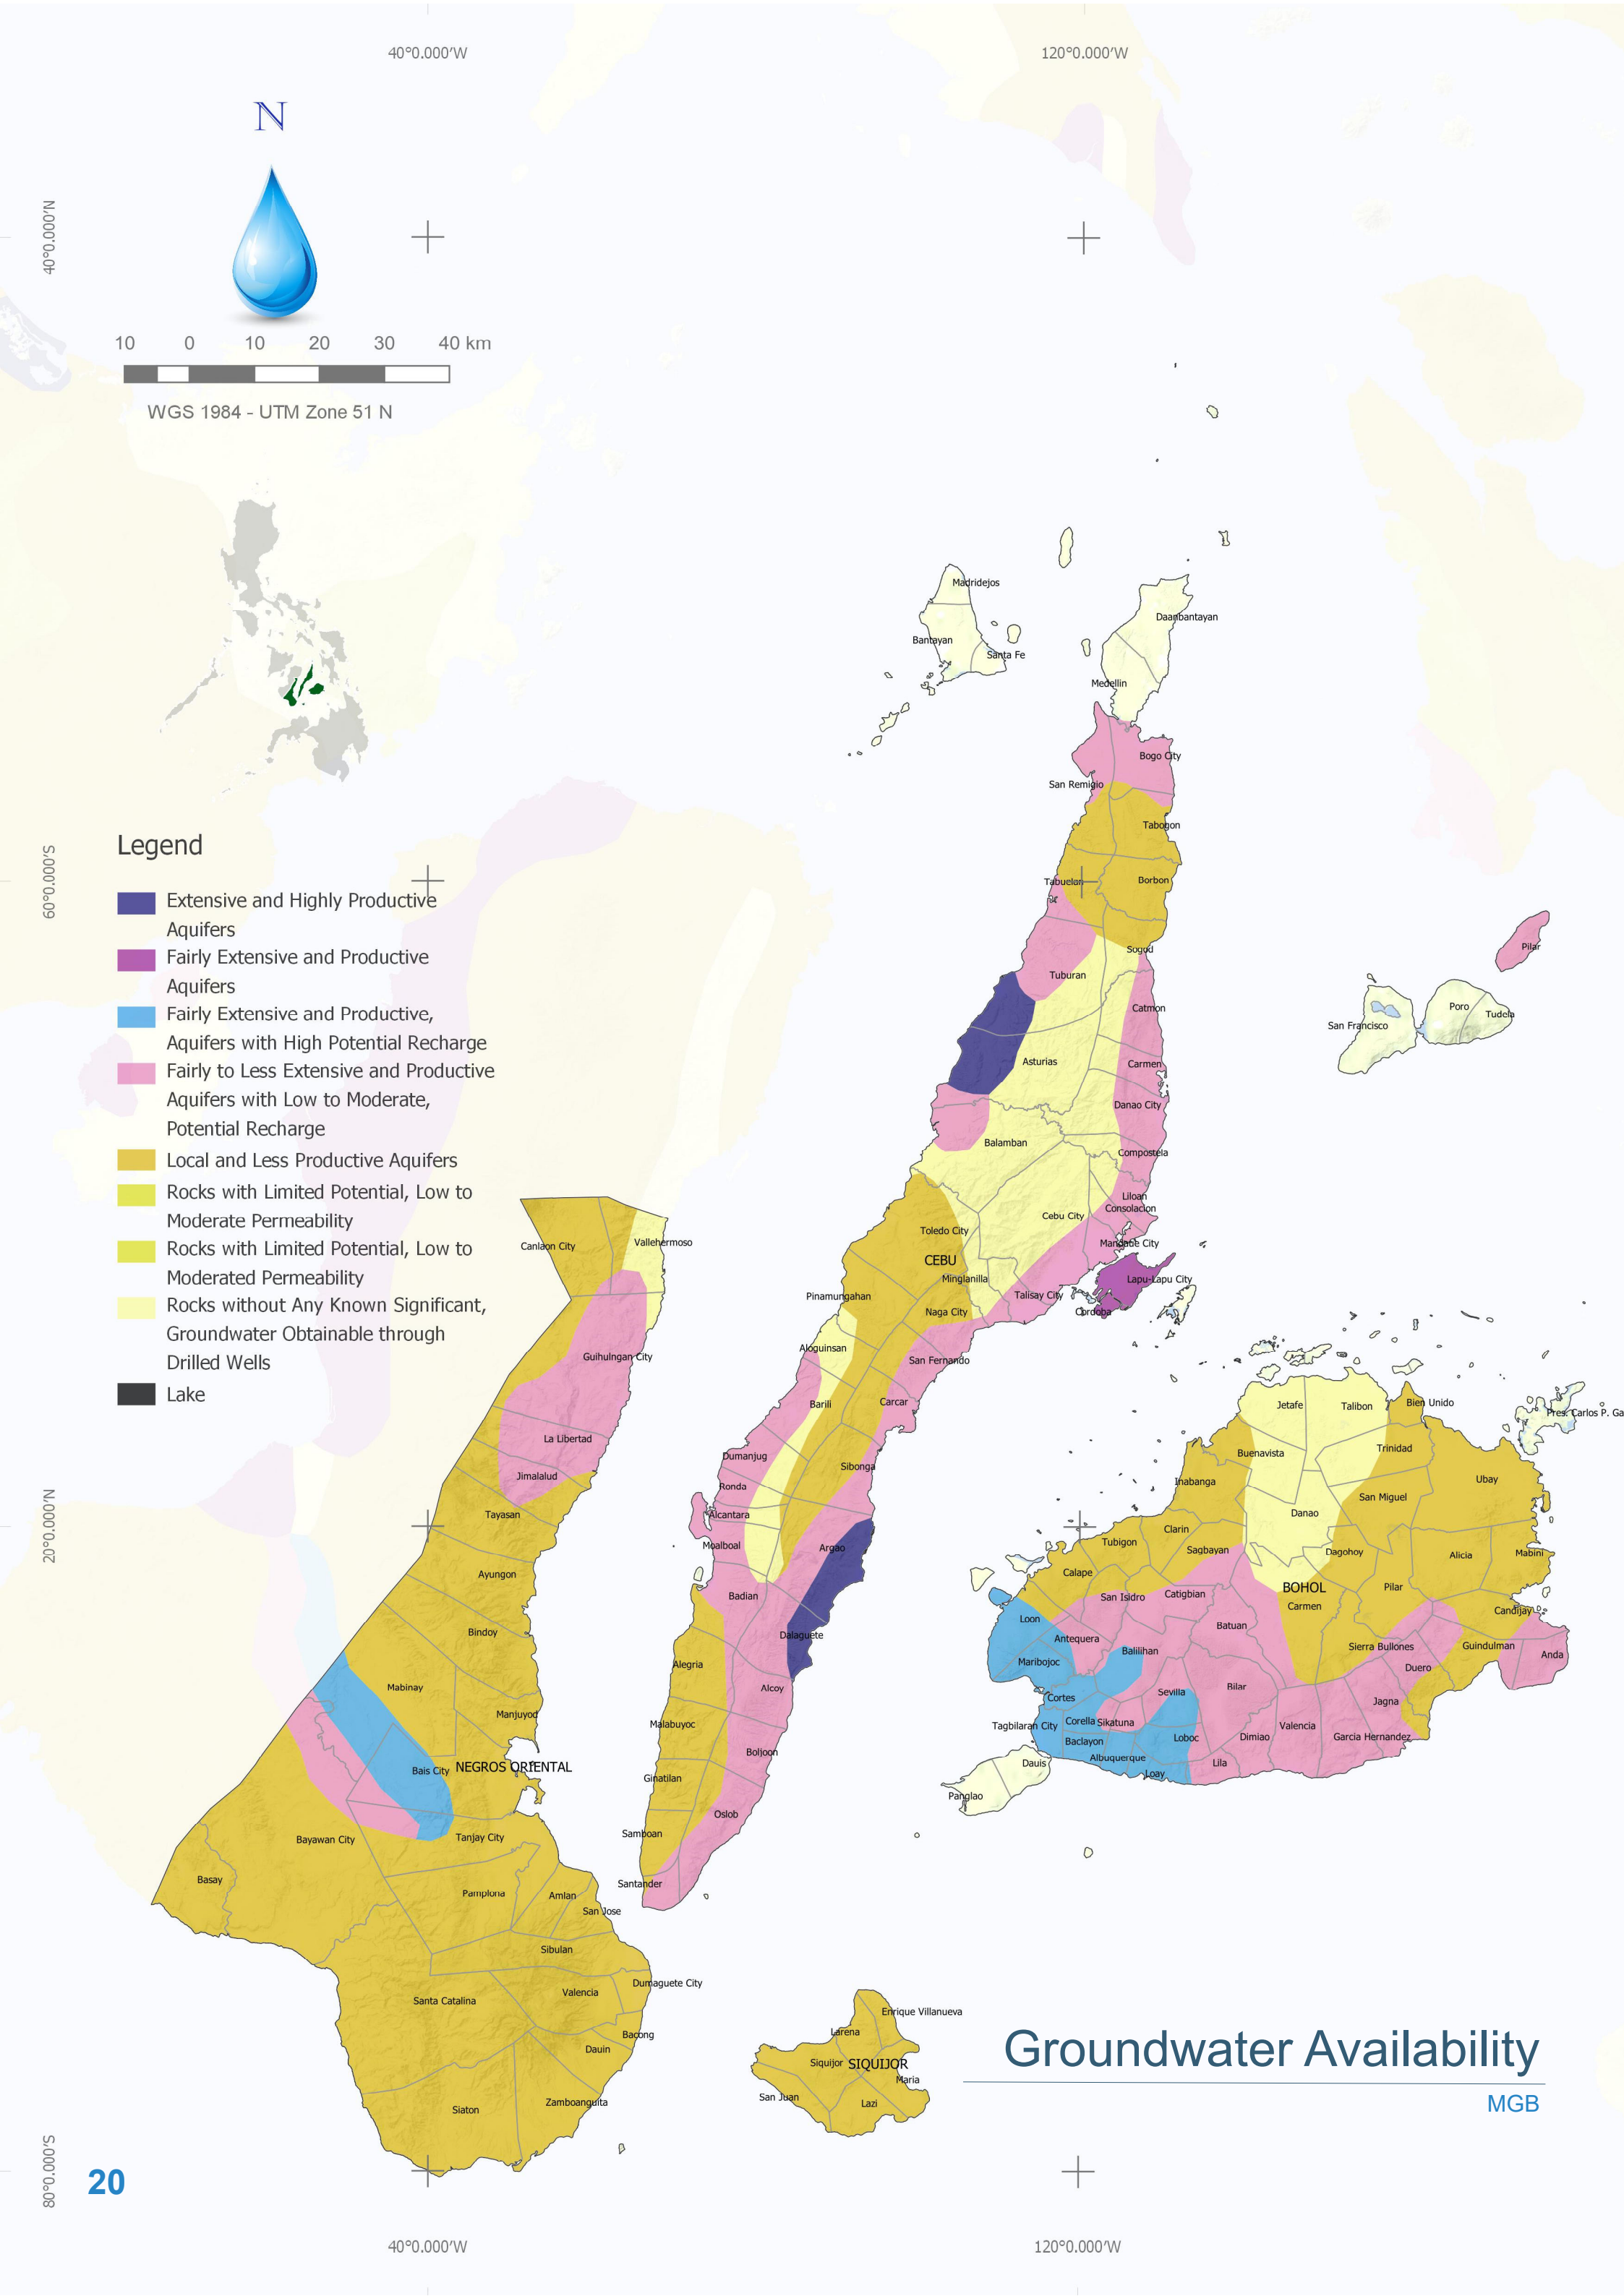 40°0.000'W
120°0.000'W
N
40°0.000'N
10 0 10 20 30 40 km
WGS 1984 - UTM Zone 51 N
60°0.000'S
Legend
Extensive and Highly Productive
Aquifers
Fairly Extensive and Productive
Aquifers
Fairly Extensive and Productive,
Aquifers with High Potential Recharge
Fairly to Less Extensive and Productive
Aquifers with Low to Moderate,
Potential Recharge
Local and Less Productive Aquifers
Rocks with Limited Potential, Low to
Moderate Permeability
Rocks with Limited Potential, Low to
Moderated Permeability
Rocks without Any Known Significant,
Groundwater Obtainable through
Drilled Wells
Lake
Madridejos
Bantayan
Santa Fe
Daanbantayan
Medellin
Bogo City
San Remigio
Tabogon
Tabuelan
Borbon
Sogod
Tuburan
Catmon
Asturias
Carmen
Danao City
Balamban
Compostela
Liloan
Consolacion
Cebu City
Toledo City
Mandaue City
CEBU
Minglanilla
Lapu-Lapu City
Talisay City
Pinamungahan
Naga City
Cordoba
Aloguinsan
San Fernando
Barili
Carcar
Dumanjug
Sibonga
Ronda
Alcantara
Moalboal
Argao
Badian
Dalaguete
Alegria
Alcoy
Malabuyoc
Boljoon
Ginatilan
Oslob
Samboan
Santander
Pilar
San Francisco
Poro
Tudela
Canlaon City
Vallehermoso
Guihulngan City
La Libertad
Jimalalud
Tayasan
Ayungon
Bindoy
Mabinay
Manjuyod
Bais City
NEGROS ORIENTAL
Bayawan City
Tanjay City
Basay
Pamplona
Amlan
San Jose
Sibulan
Valencia
Dumaguete City
Santa Catalina
Bacong
Dauin
Siaton
Zamboanguita
Jetafe
Talibon
Bien Unido
Pres. Carlos P. Ga
Buenavista
Trinidad
Inabanga
Ubay
San Miguel
Danao
Clarin
Tubigon
Sagbayan
Dagohoy
Alicia
Mabini
Calape
BOHOL
Pilar
San Isidro
Catigbian
Carmen
Candijay
Loon
Batuan
Antequera
Balilihan
Sierra Bullones
Guindulman
Anda
Maribojoc
Duero
Cortes
Sevilla
Bilar
Jagna
Tagbilaran City
Corella
Sikatuna
Valencia
Baclayon
Loboc
Dimiao
Garcia Hernandez
Albuquerque
Lila
Loay
Dauis
Panglao
Enrique Villanueva
Larena
Siquijor
SIQUIJOR
Maria
San Juan
Lazi
20°0.000'N
Groundwater Availability
MGB
80°0.000'S
20
40°0.000'W
120°0.000'W